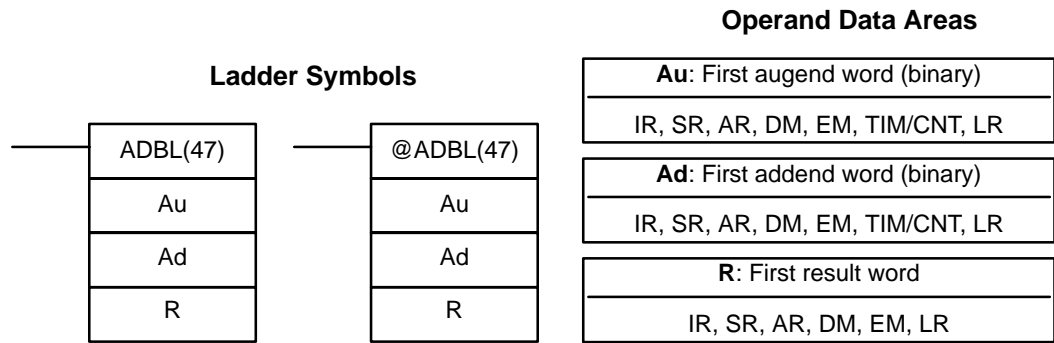 Operand Data Areas
Ladder Symbols
ADBL(47)
Au
Ad
R
@ADBL(47)
Au
Ad
R
Au: First augend word (binary)
IR, SR, AR, DM, EM, TIM/CNT, LR
Ad: First addend word (binary)
IR, SR, AR, DM, EM, TIM/CNT, LR
R: First result word
IR, SR, AR, DM, EM, LR